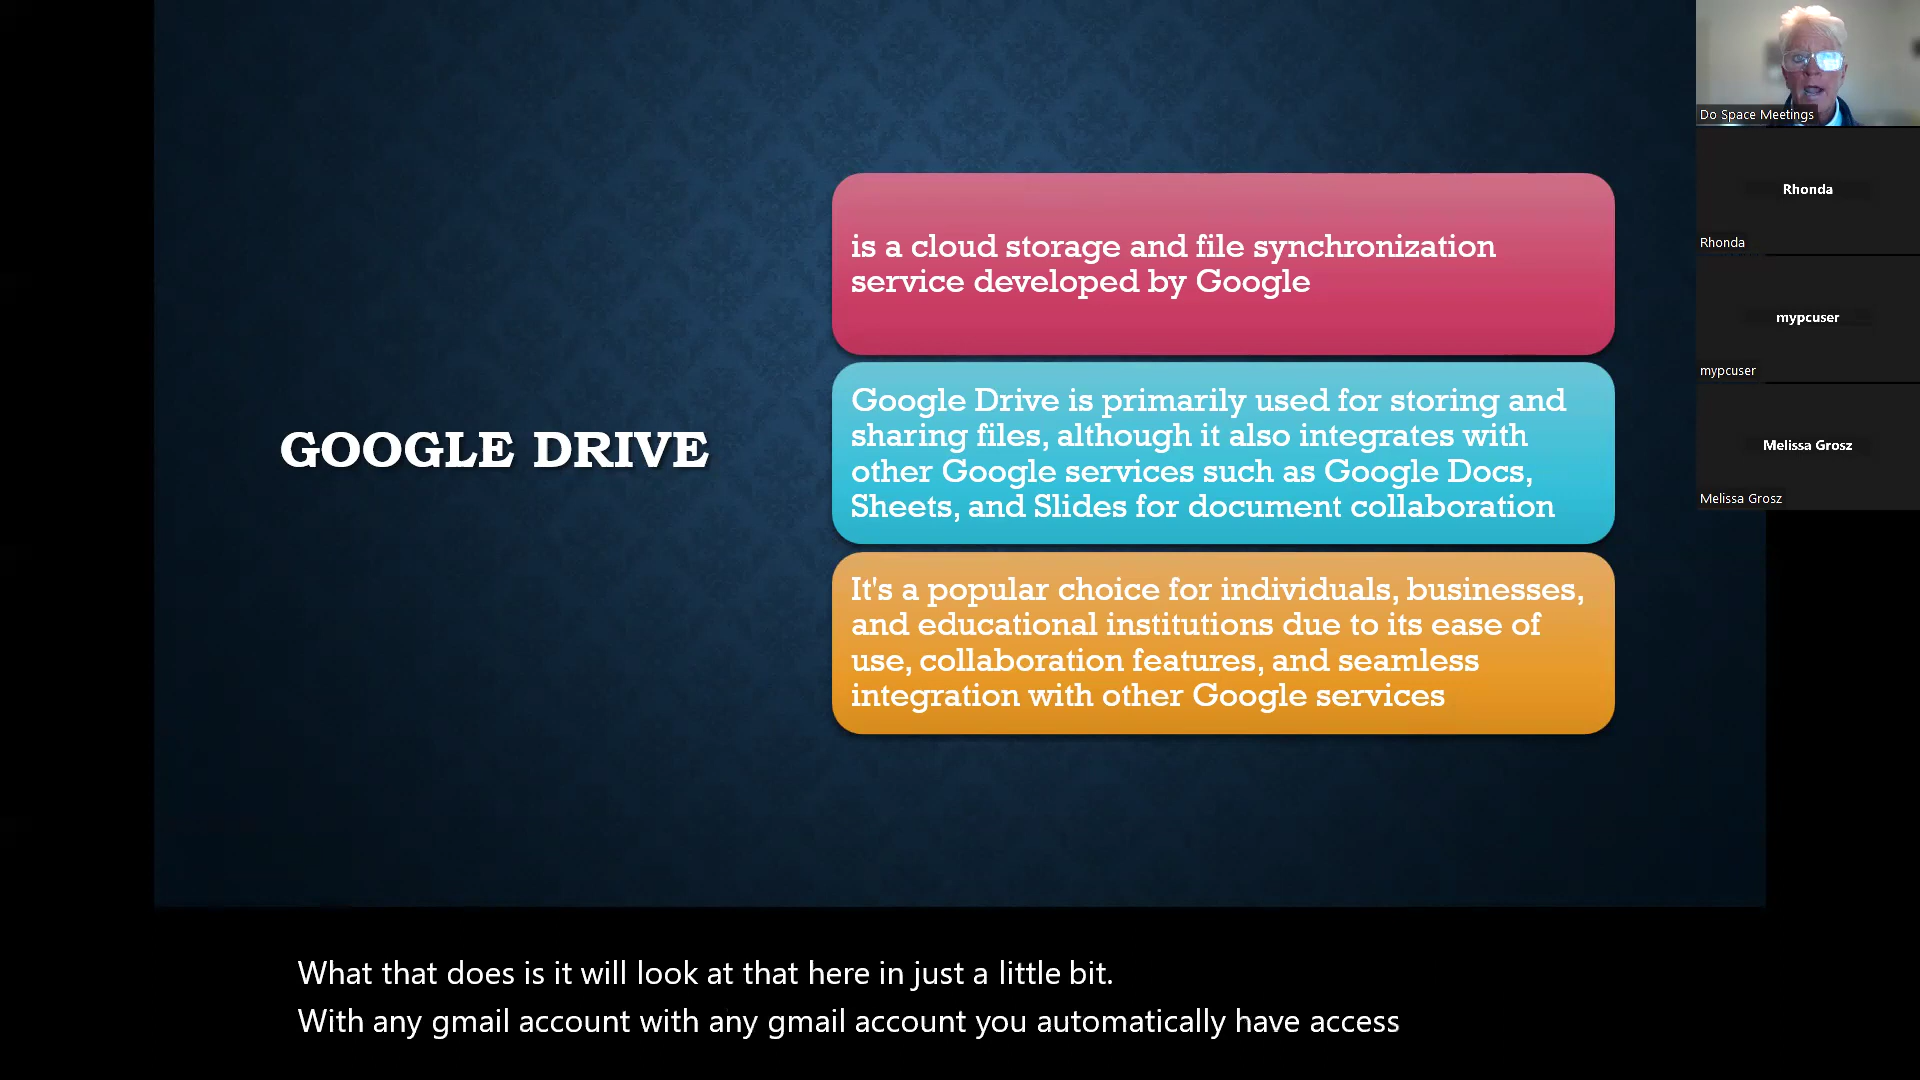 GOOGLE DRIVE
is a cloud storage and file synchronization
service developed by Google
Google Drive is primarily used for storing and
sharing files, although it also integrates with
other Google services such as Google Docs,
Sheets, and Slides for document collaboration
It's a popular choice for individuals, businesses,
and educational institutions due to its ease of
use, collaboration features, and seamless
integration with other Google services
Do Space Meetings
Rhonda
Rhonda
mypcuser
mypcuser
Melissa Grosz
Melissa Grosz
What that does is it will look at that here in just a little bit.
With any gmail account with any gmail account you automatically have access